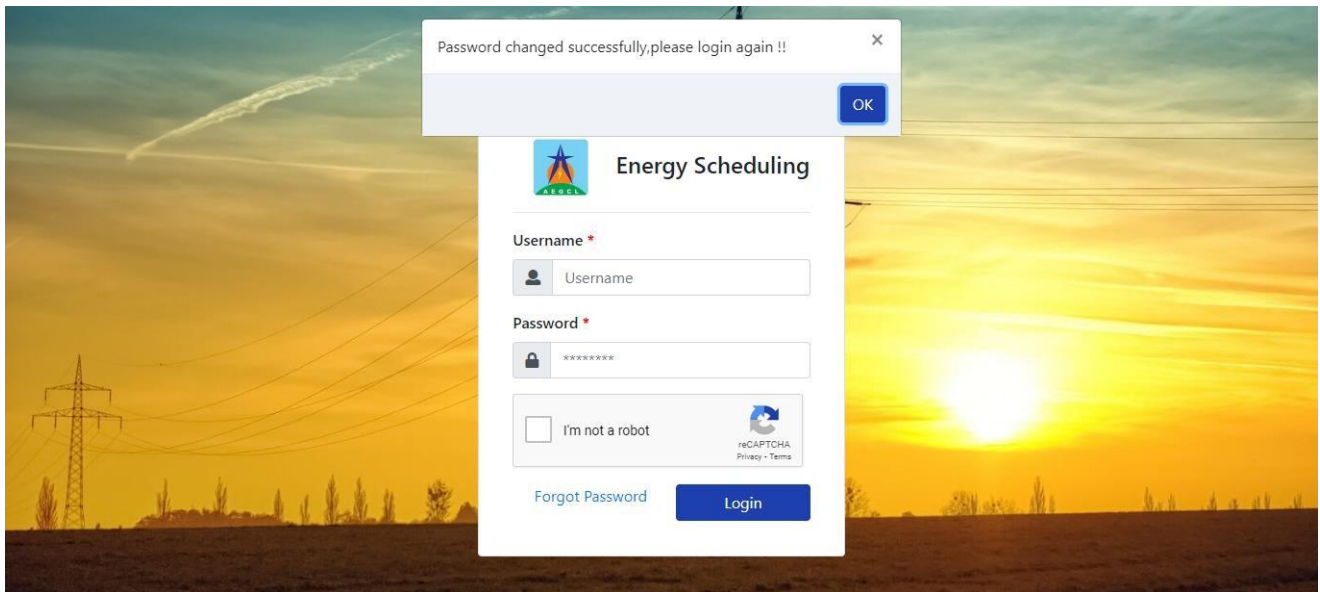 Password changed successfully,please login again !!
×
OK
AEGCL
Energy Scheduling
Username *
Username
Password *
********
I'm not a robot
reCAPTCHA
Privacy - Terms
Forgot Password
Login